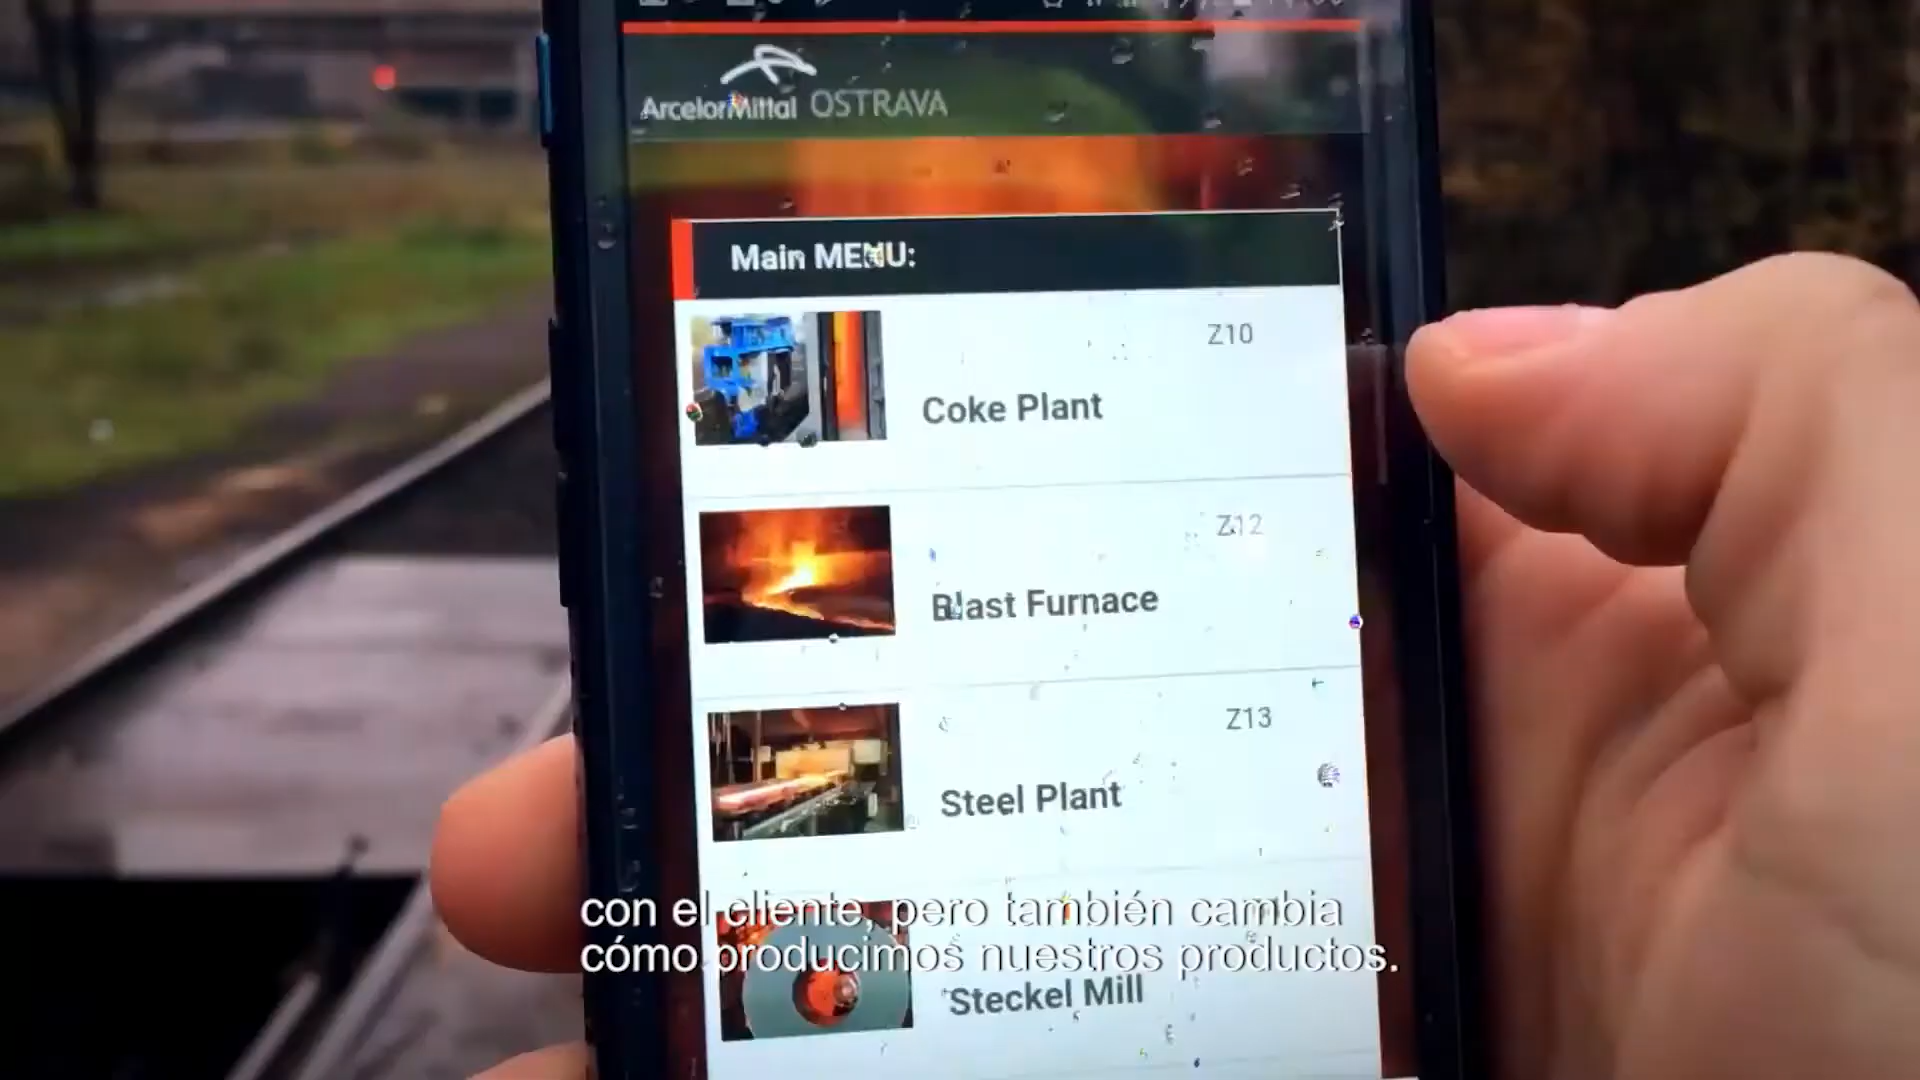 ArcelorMittal OSTRAVA
Main MENU:
Z10
Coke Plant
Z12
Blast Furnace
Z13
Steel Plant
con el cliente, pero también cambia
cómo producimos nuestros productos.
Steckel Mill